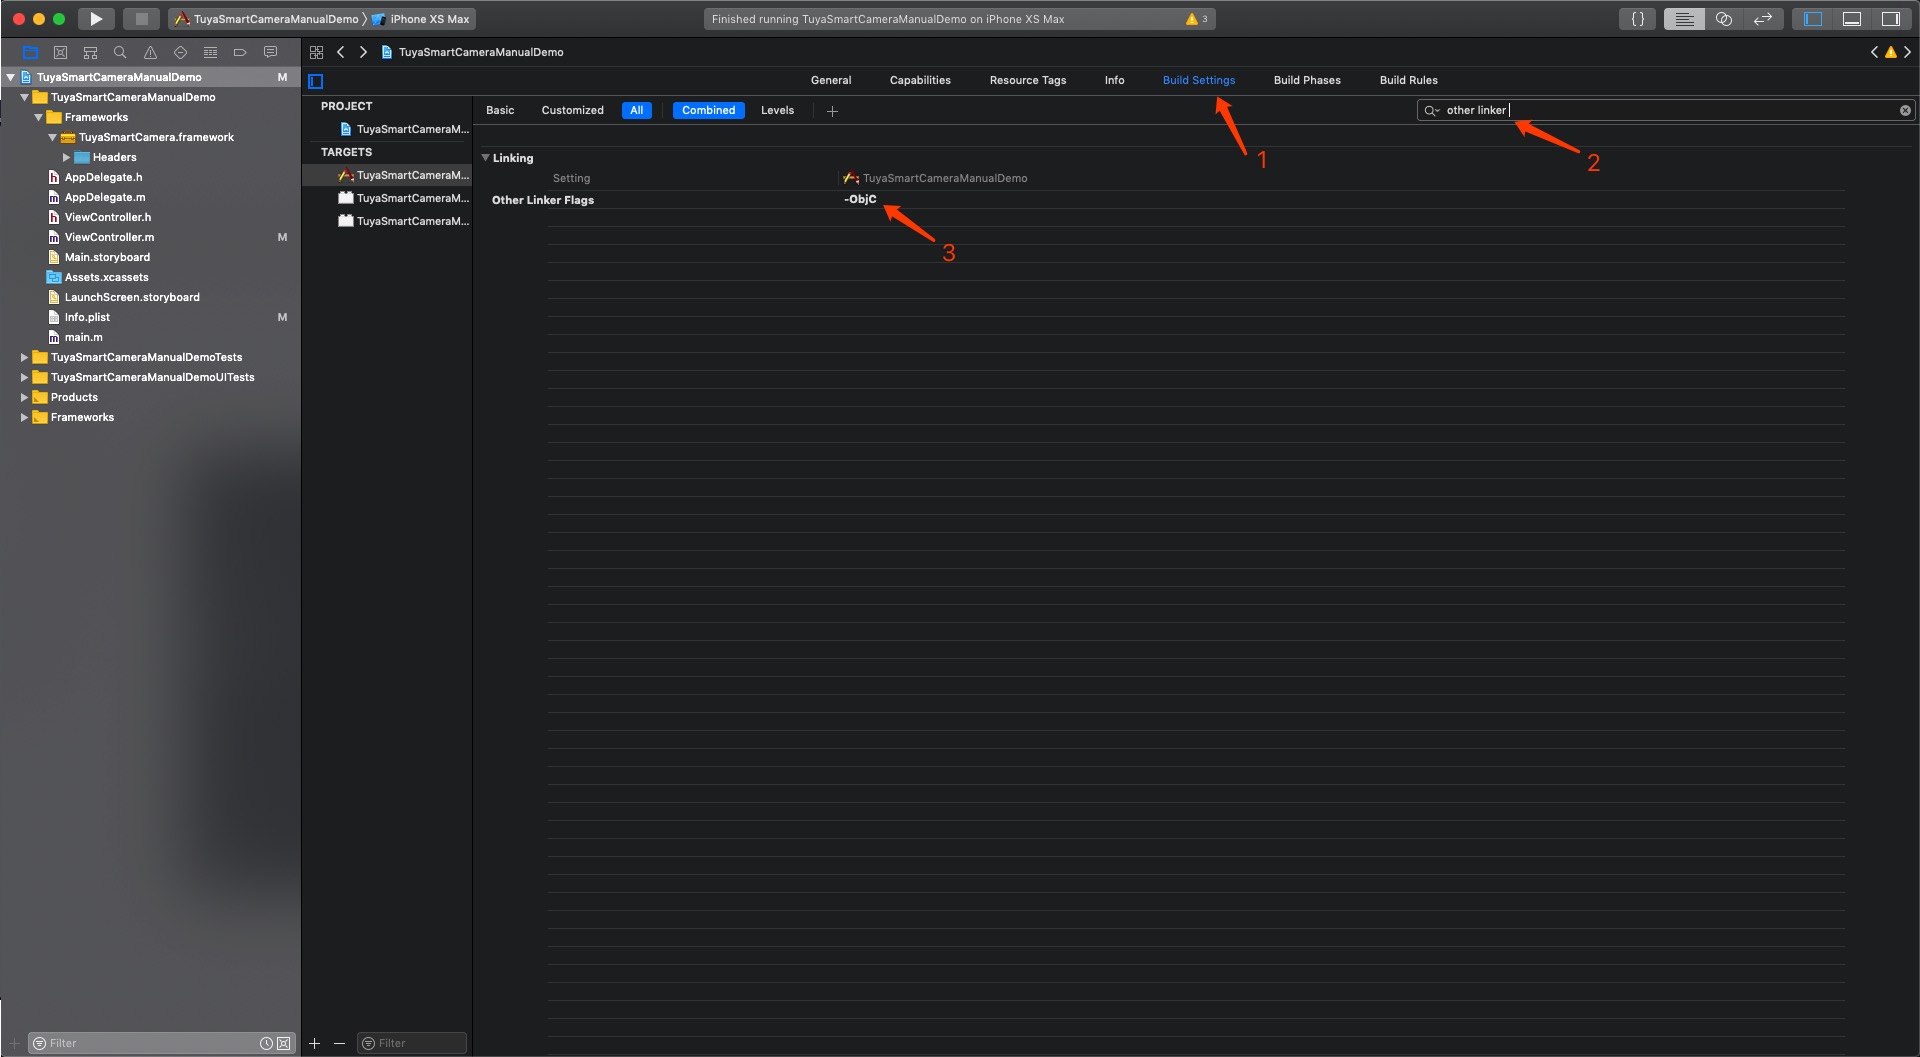 TuyaSmartCameraManualDemo
iPhone XS Max
Finished running TuyaSmartCameraManualDemo on iPhone XS Max
3
{}
TuyaSmartCameraManualDemo
TuyaSmartCameraManualDemo M
TuyaSmartCameraManualDemo
Frameworks
TuyaSmartCamera.framework
Headers
AppDelegate.h
AppDelegate.m
ViewController.h
ViewController.m M
Main.storyboard
Assets.xcassets
LaunchScreen.storyboard
Info.plist M
main.m
TuyaSmartCameraManualDemoTests
TuyaSmartCameraManualDemoUITests
Products
Frameworks
Filter
General
Capabilities
Resource Tags
Info
Build Settings
Build Phases
Build Rules
PROJECT
TuyaSmartCameraM...
TARGETS
TuyaSmartCameraM...
TuyaSmartCameraM...
TuyaSmartCameraM...
Filter
Basic
Customized
All
Combined
Levels
other linker
1
2
Linking
Setting
TuyaSmartCameraManualDemo
Other Linker Flags
-ObjC
3